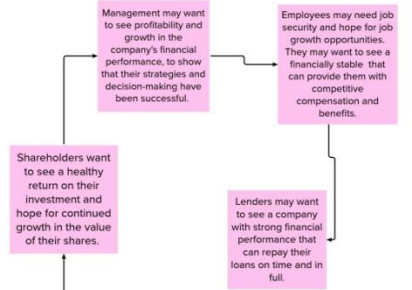 Management may want
to see profitability and
growth in the
company's financial
performance, to show
that their strategies and
decision-making have
been successful.
Employees may need job
security and hope for job
growth opportunities.
They may want to see a
financially stable that
can provide them with
competitive
compensation and
benefits.
Shareholders want
to see a healthy
return on their
investment and
hope for continued
growth in the value
of their shares.
Lenders may want
to see a company
with strong financial
performance that
can repay their
loans on time and in
full.